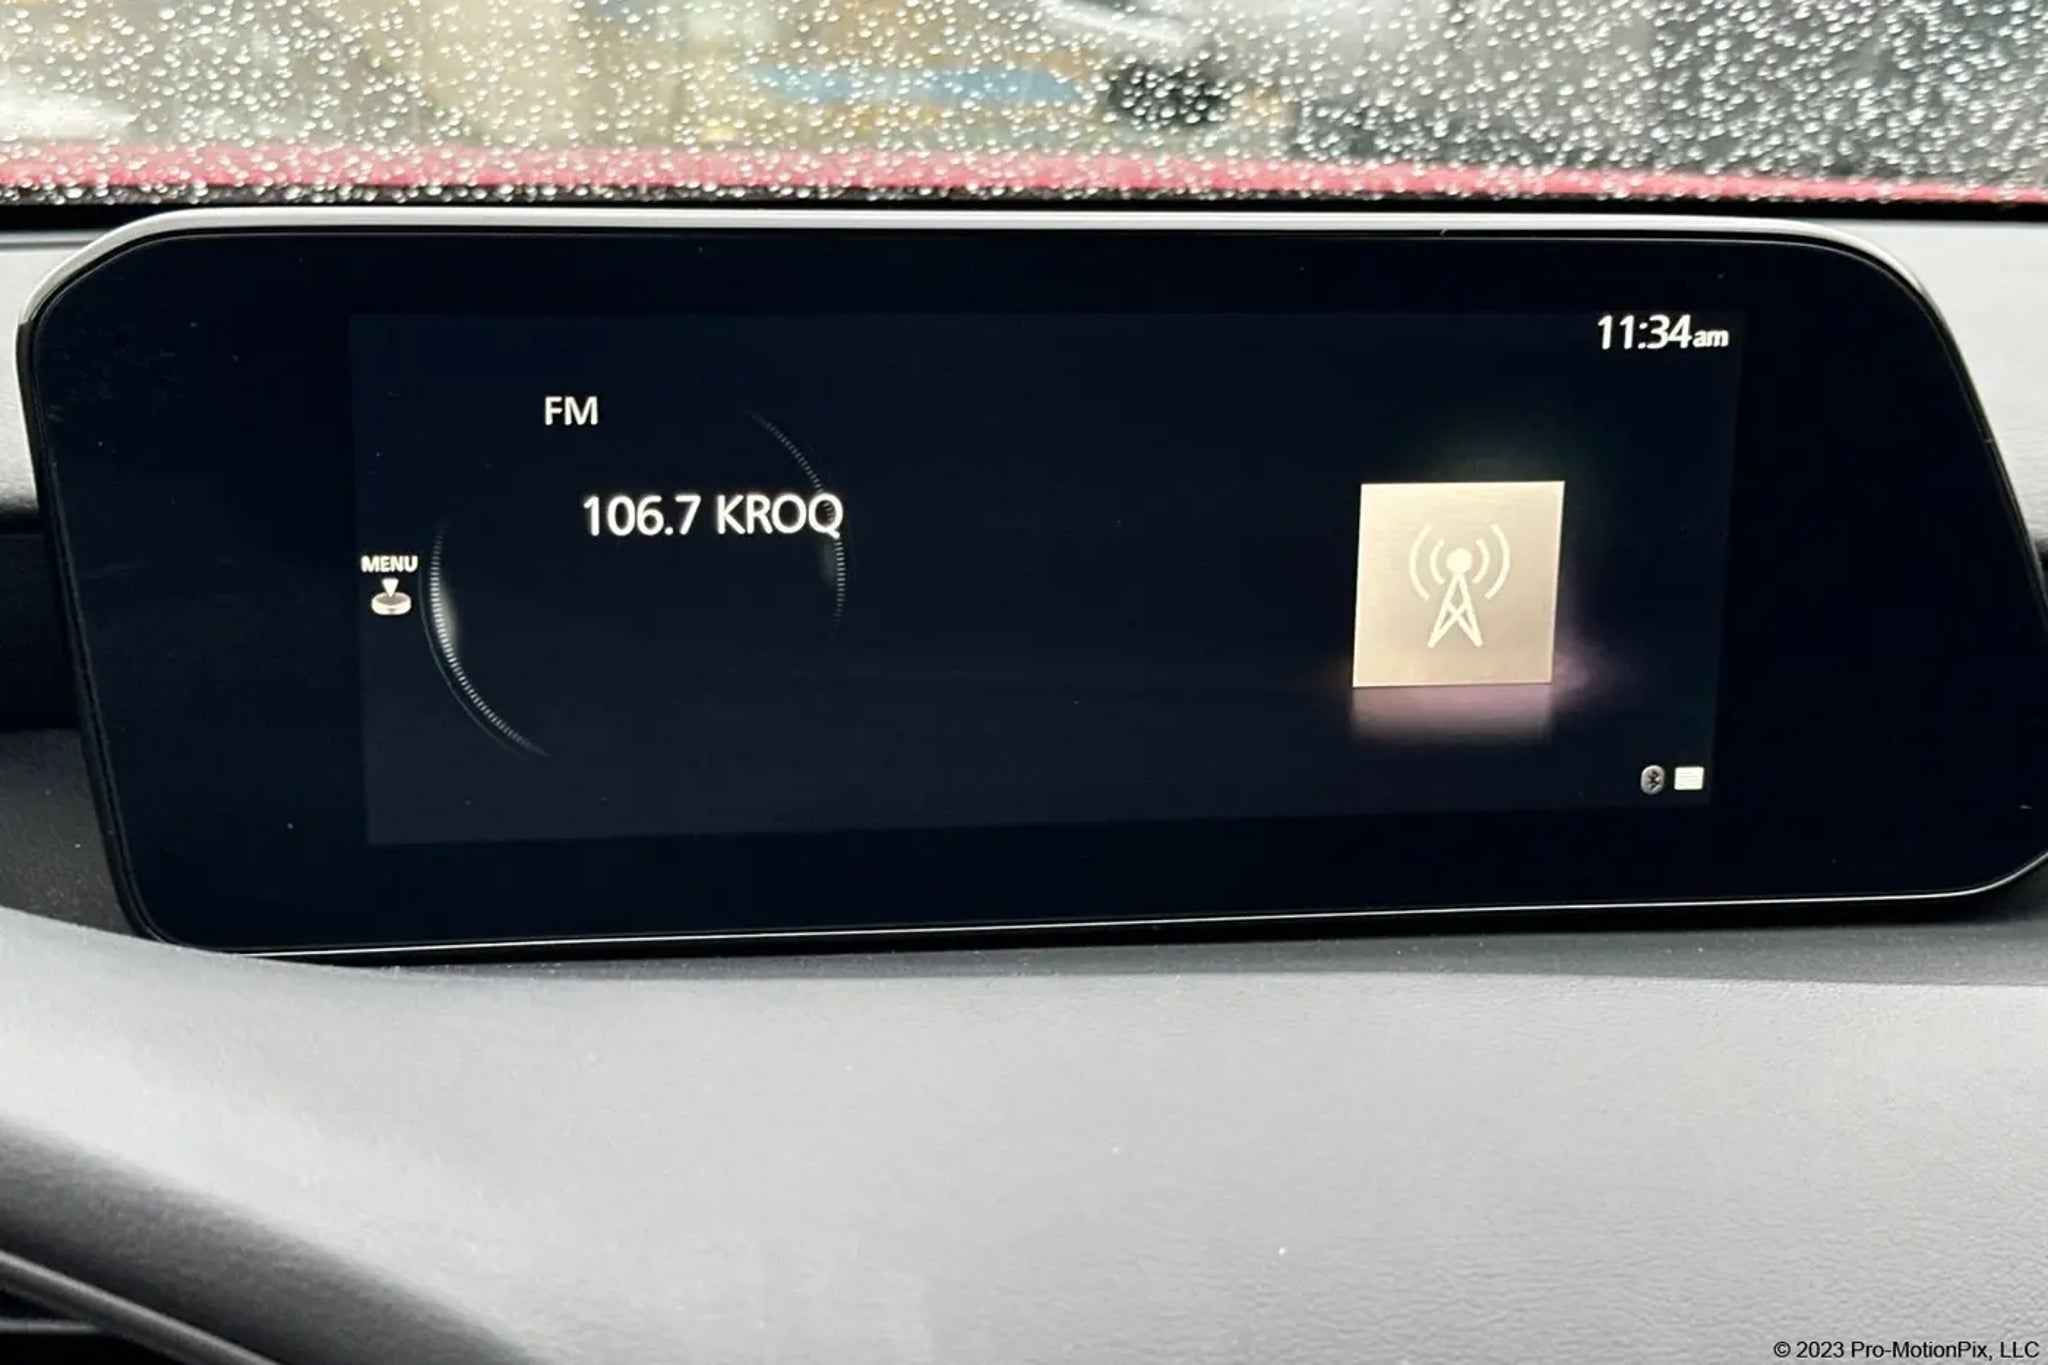 11:34am
FM
106.7 KROQ
MENU
© 2023 Pro-MotionPix, LLC